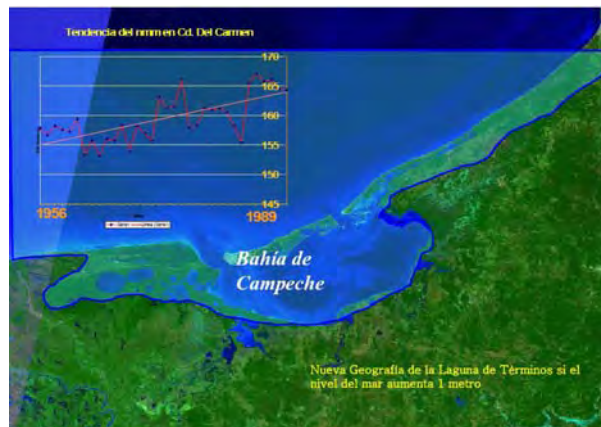 Tendencia del nmm en Cd. Del Carmen
170
165
160
155
150
145
1956
1989
Bahía de
Campeche
Nueva Geografía de la Laguna de Términos si el
nivel del mar aumenta 1 metro